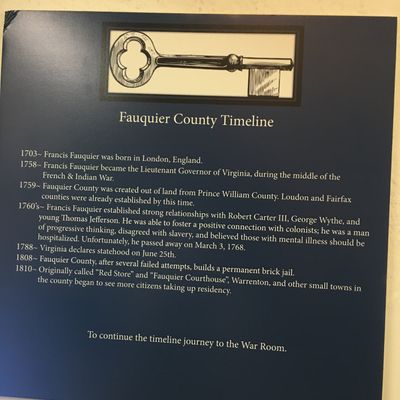 Fauquier County Timeline
1703– Francis Fauquier was born in London, England.
1758– Francis Fauquier became the Lieutenant Governor of Virginia, during the middle of the
French & Indian War.
1759– Fauquier County was created out of land from Prince William County. Loudon and Fairfax
counties were already established by this time.
1760's– Francis Fauquier established strong relationships with Robert Carter III, George Wythe, and
young Thomas Jefferson. He was able to foster a positive connection with colonists; he was a man
of progressive thinking, disagreed with slavery, and believed those with mental illness should be
hospitalized. Unfortunately, he passed away on March 3, 1768.
1788– Virginia declares statehood on June 25th.
1808– Fauquier County, after several failed attempts, builds a permanent brick jail.
1810– Originally called "Red Store" and "Fauquier Courthouse", Warrenton, and other small towns in
the county began to see more citizens taking up residency.
To continue the timeline journey to the War Room.